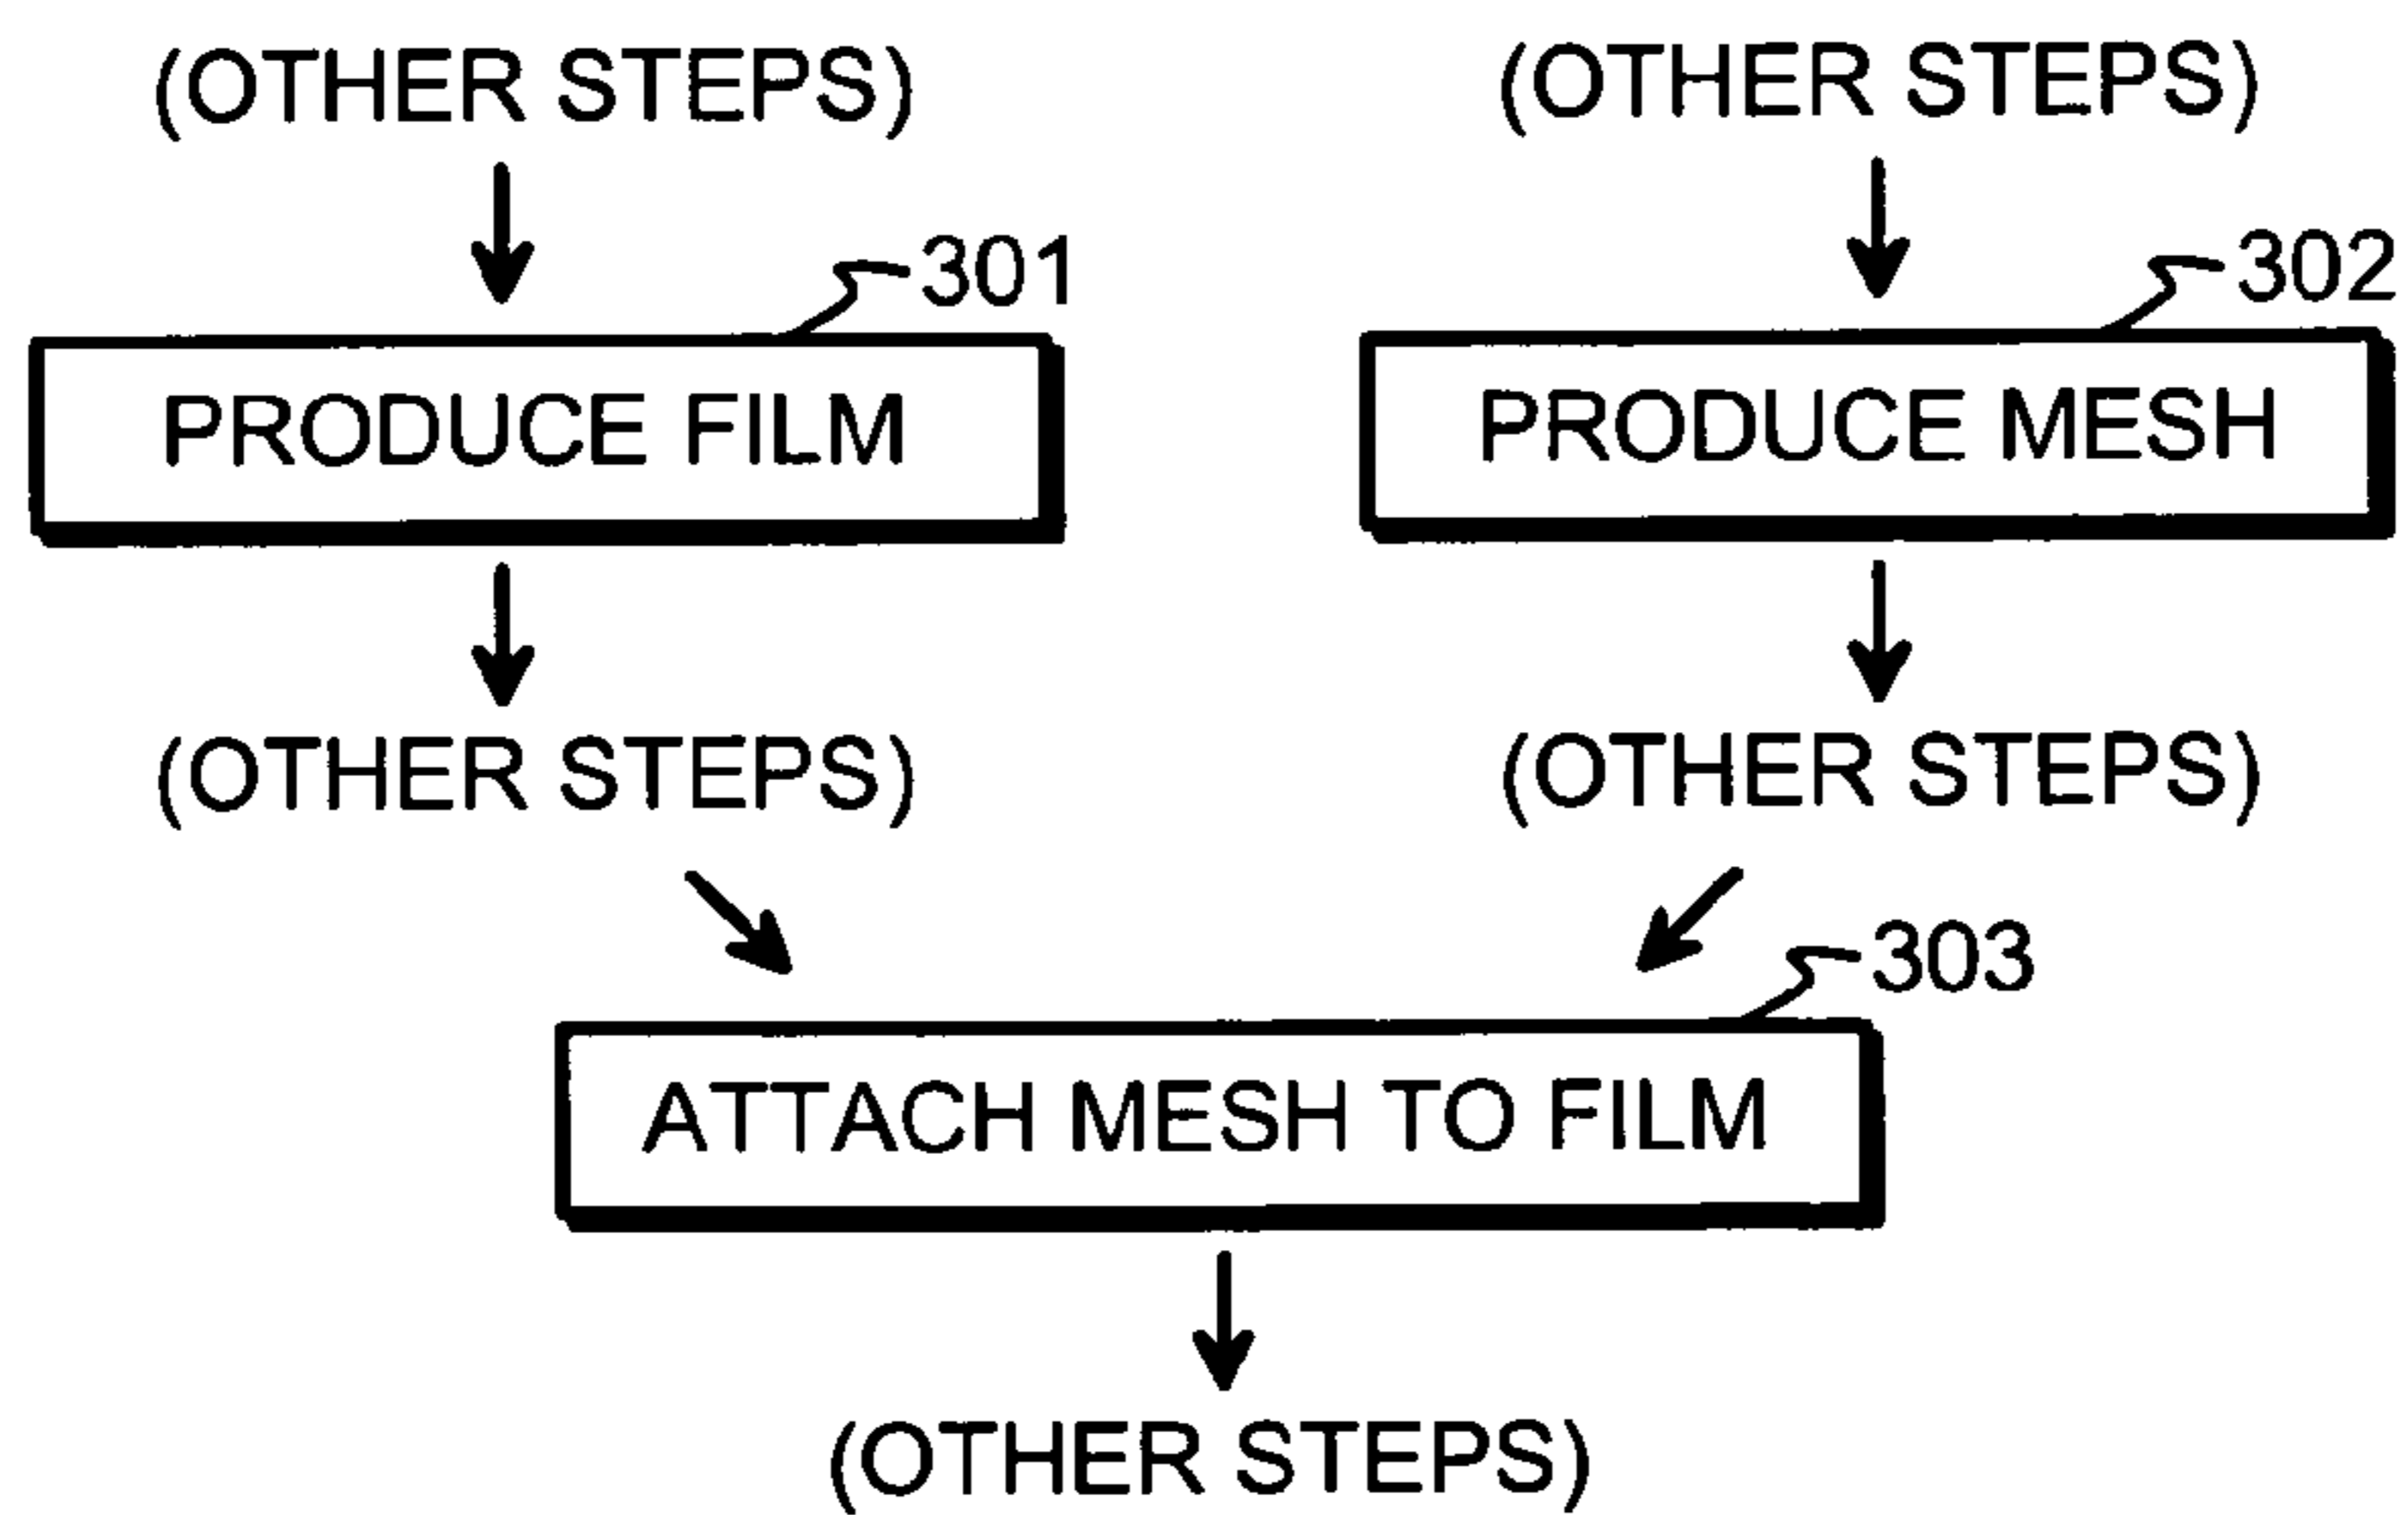 (OTHER STEPS)
(OTHER STEPS)
301
302
PRODUCE FILM
PRODUCE MESH
(OTHER STEPS)
(OTHER STEPS)
303
ATTACH MESH TO FILM
(OTHER STEPS)